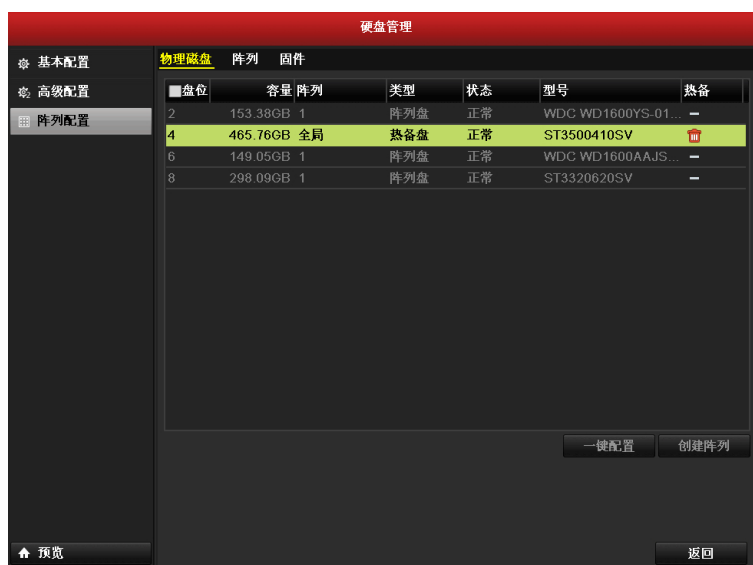 硬盘管理
基本配置
高级配置
阵列配置
物理磁盘 阵列 固件
盘位 容量 阵列 类型 状态 型号 热备
2 153.38GB 1 阵列盘 正常 WDC WD1600YS-01... —
4 465.76GB 全局 热备盘 正常 ST3500410SV
6 149.05GB 1 阵列盘 正常 WDC WD1600AAJS... —
8 298.09GB 1 阵列盘 正常 ST3320620SV —
一键配置 创建阵列
预览 返回